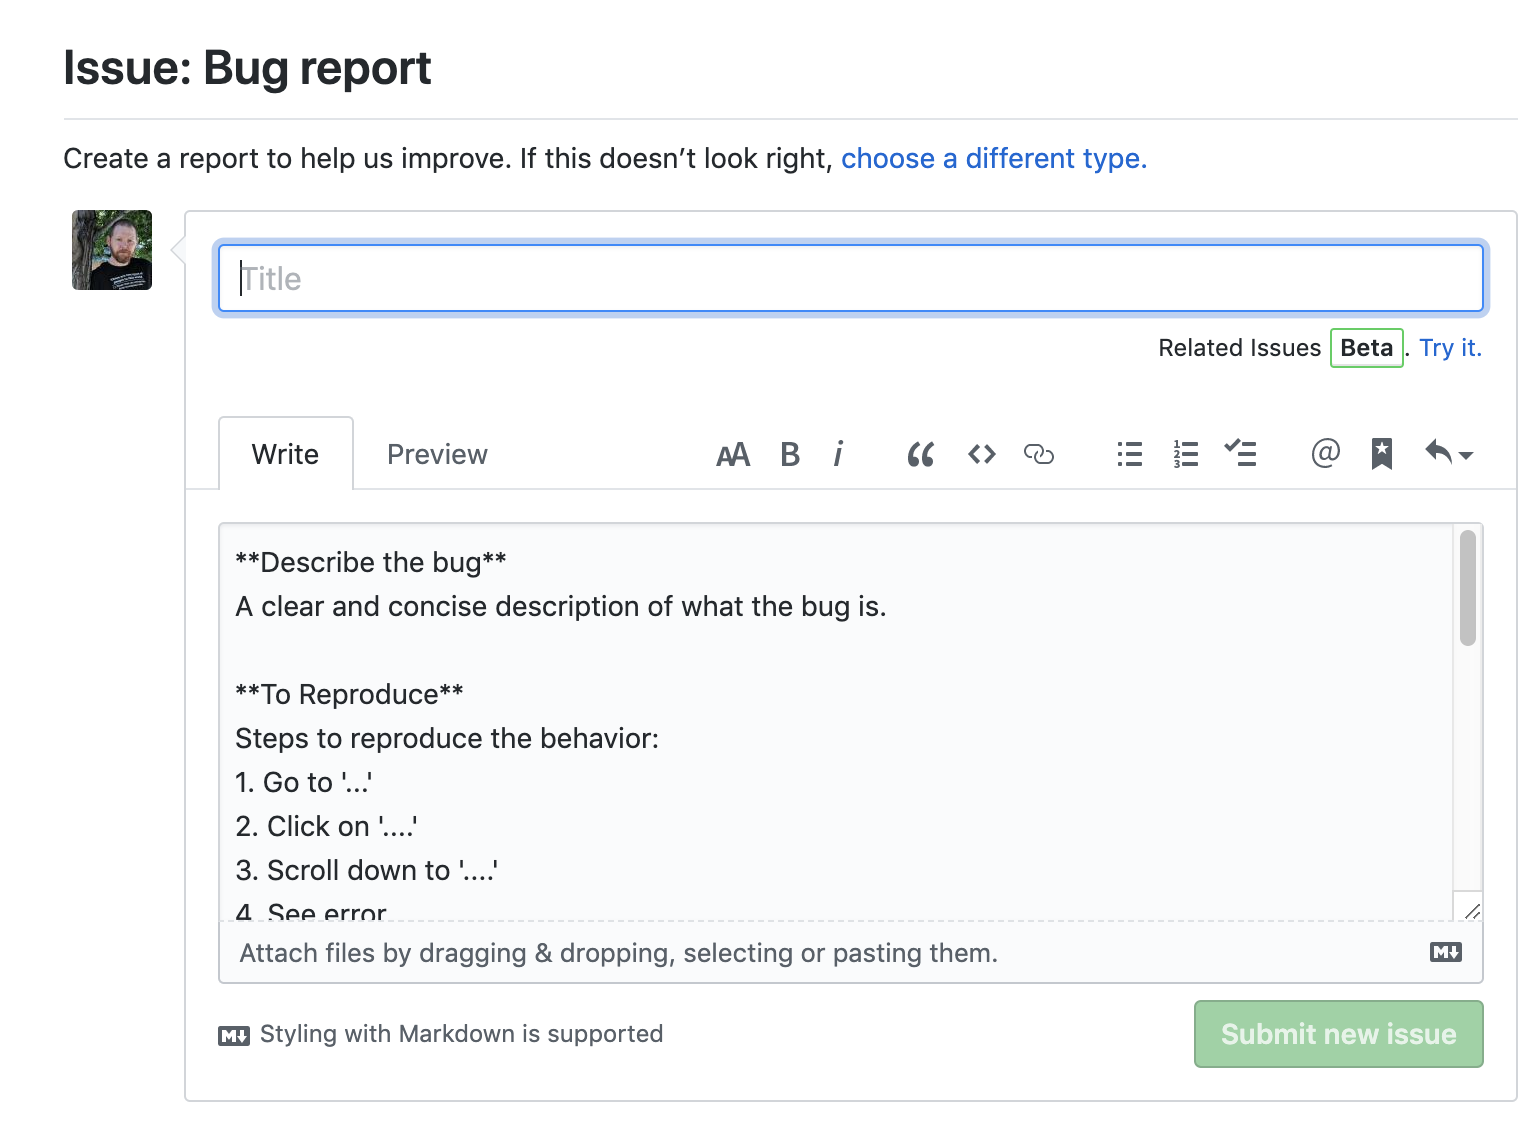 Issue: Bug report
Create a report to help us improve. If this doesn’t look right, choose a different type.
Title
Related Issues Beta. Try it.
Write Preview AA B i @
**Describe the bug**
A clear and concise description of what the bug is.
**To Reproduce**
Steps to reproduce the behavior:
1. Go to '...'
2. Click on '....'
3. Scroll down to '....'
4. See error
Attach files by dragging & dropping, selecting or pasting them.
Styling with Markdown is supported
Submit new issue